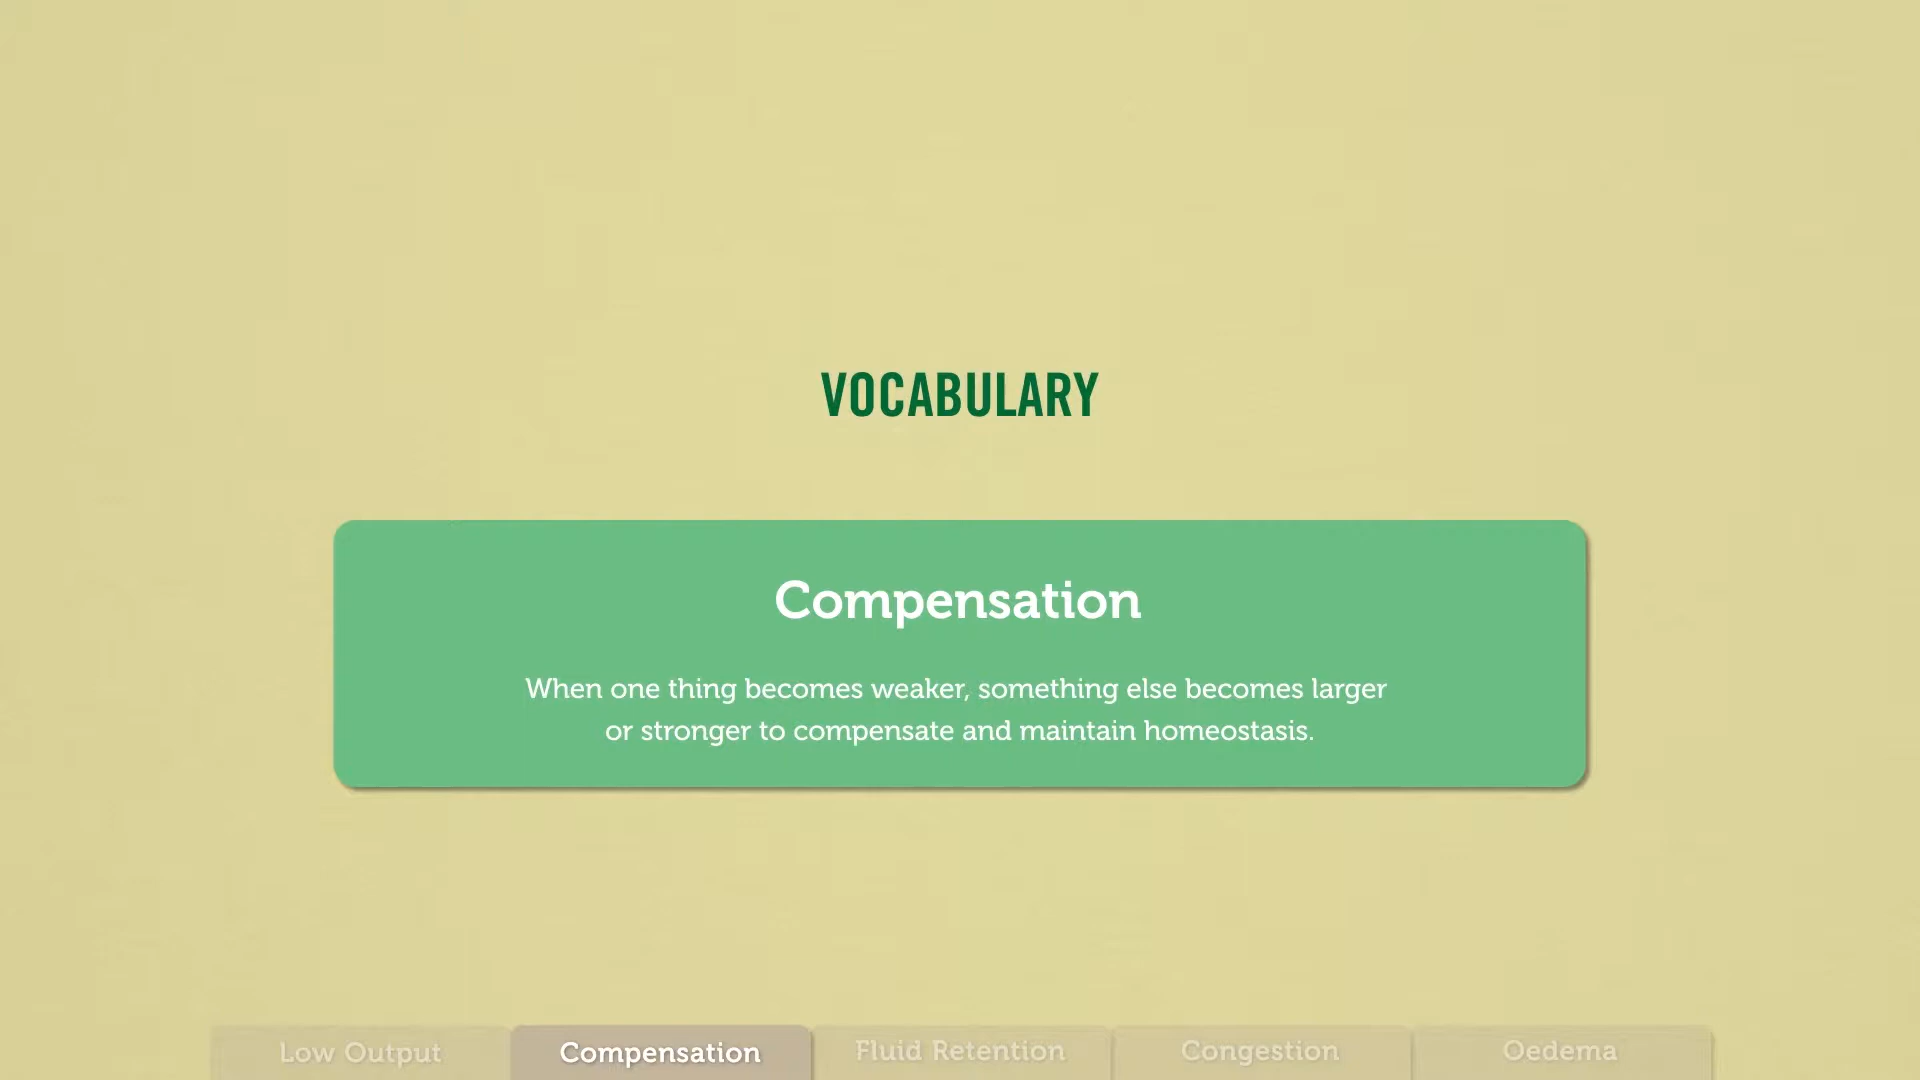 VOCABULARY
Compensation
When one thing becomes weaker, something else becomes larger
or stronger to compensate and maintain homeostasis.
Low Output
Compensation
Fluid Retention
Congestion
Oedema